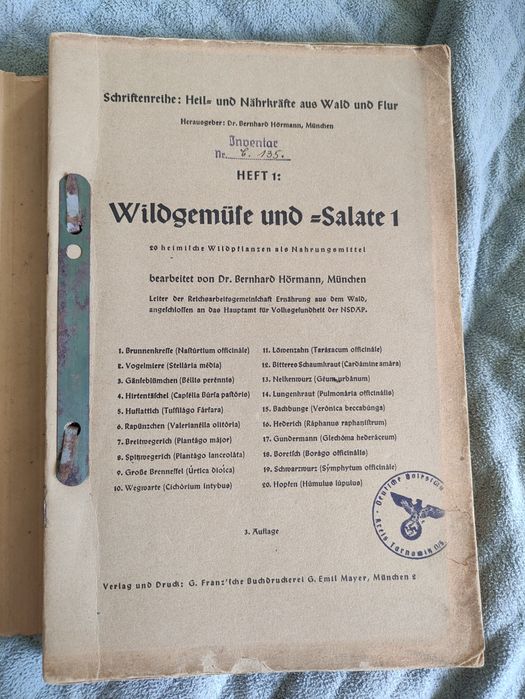 Schriftenreihe: Heil= und Nährkräfte aus Wald und Flur
Herausgeber: Dr. Bernhard Hörmann, München
Inventar
Nr. C. 135.
HEFT 1:
Wildgemüse und =Salate 1
20 heimische Wildpflanzen als Nahrungsmittel
bearbeitet von Dr. Bernhard Hörmann, München
Leiter der Reichsarbeitsgemeinschaft Ernährung aus dem Wald,
angeschlossen an das Hauptamt für Volksgesundheit der NSDAP.
1. Brunnenkresse (Nastúrtium officinále)
2. Vogelmiere (Stellária média)
3. Gänseblümchen (Béllis perénnis)
4. Hirtentäschel (Capsélla Búrsa pastóris)
5. Huflattich (Tussilágo Fárfara)
6. Rapünzchen (Valerianélla olitória)
7. Breitwegerich (Plantágo májor)
8. Spitzwegerich (Plantágo lanceoláta)
9. Große Brennessel (Úrtica dioíca)
10. Wegwarte (Cichórium íntybus)
11. Löwenzahn (Taráxacum officinále)
12. Bitteres Schaumkraut (Cardámine amára)
13. Nelkenwurz (Géum urbánum)
14. Lungenkraut (Pulmonária officinális)
15. Bachbunge (Verónica beccabúnga)
16. Hederich (Ráphanus raphanístrum)
17. Gundermann (Glechóma hederáceum)
18. Boretsch (Borágo officinális)
19. Schwarzwurz (Sýmphytum officinále)
20. Hopfen (Húmulus lúpulus)
Deutsche Volksliste
Kreis Tarnowitz O/S.
3. Auflage
Verlag und Druck: G. Franz'sche Buchdruckerei G. Emil Mayer, München 2